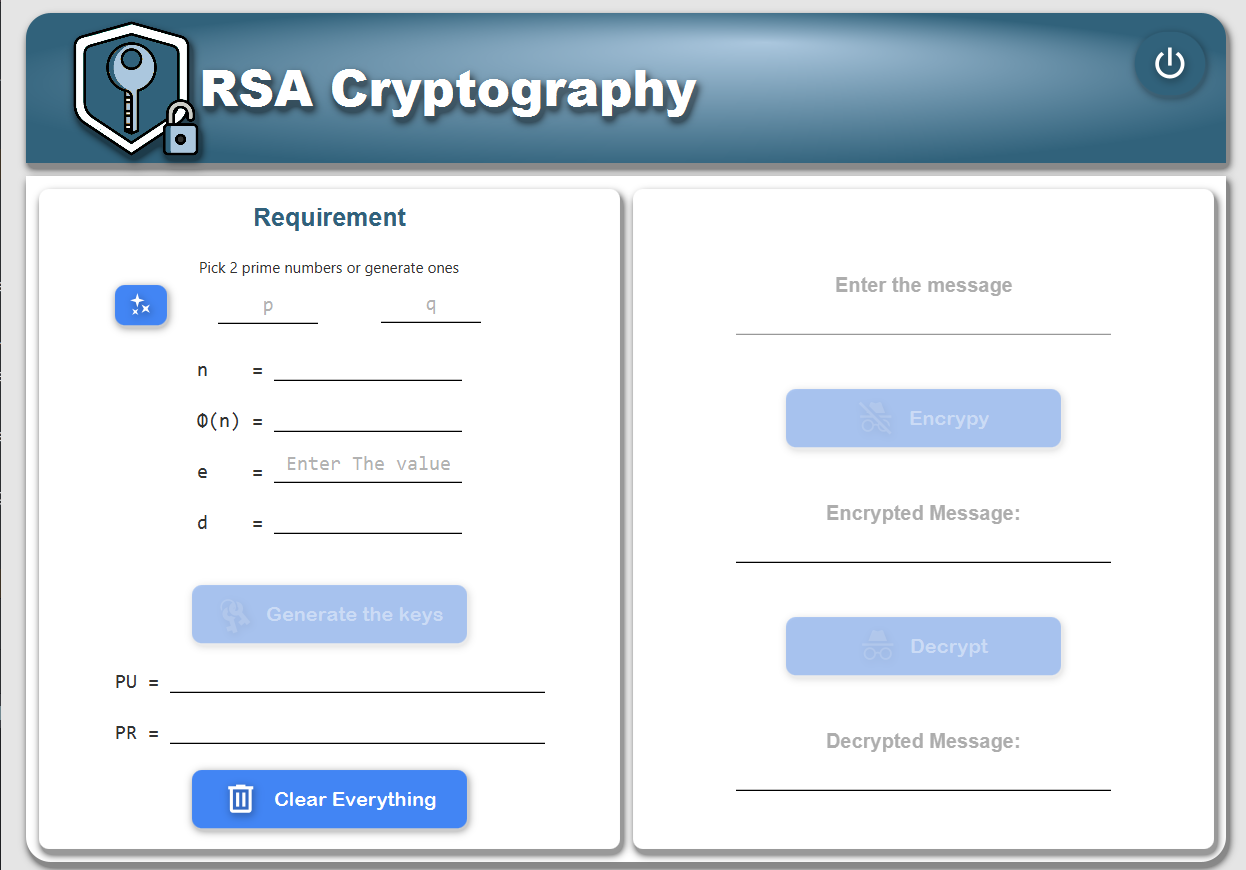 RSA Cryptography
Requirement
Pick 2 prime numbers or generate ones
p q
n =
Φ(n) =
e = Enter The value
d =
Generate the keys
PU =
PR =
Clear Everything
Enter the message
Encrypy
Encrypted Message:
Decrypt
Decrypted Message: